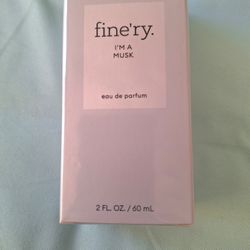 fine'ry.
I'M A
MUSK
eau de parfum
2 FL. OZ. / 60 mL